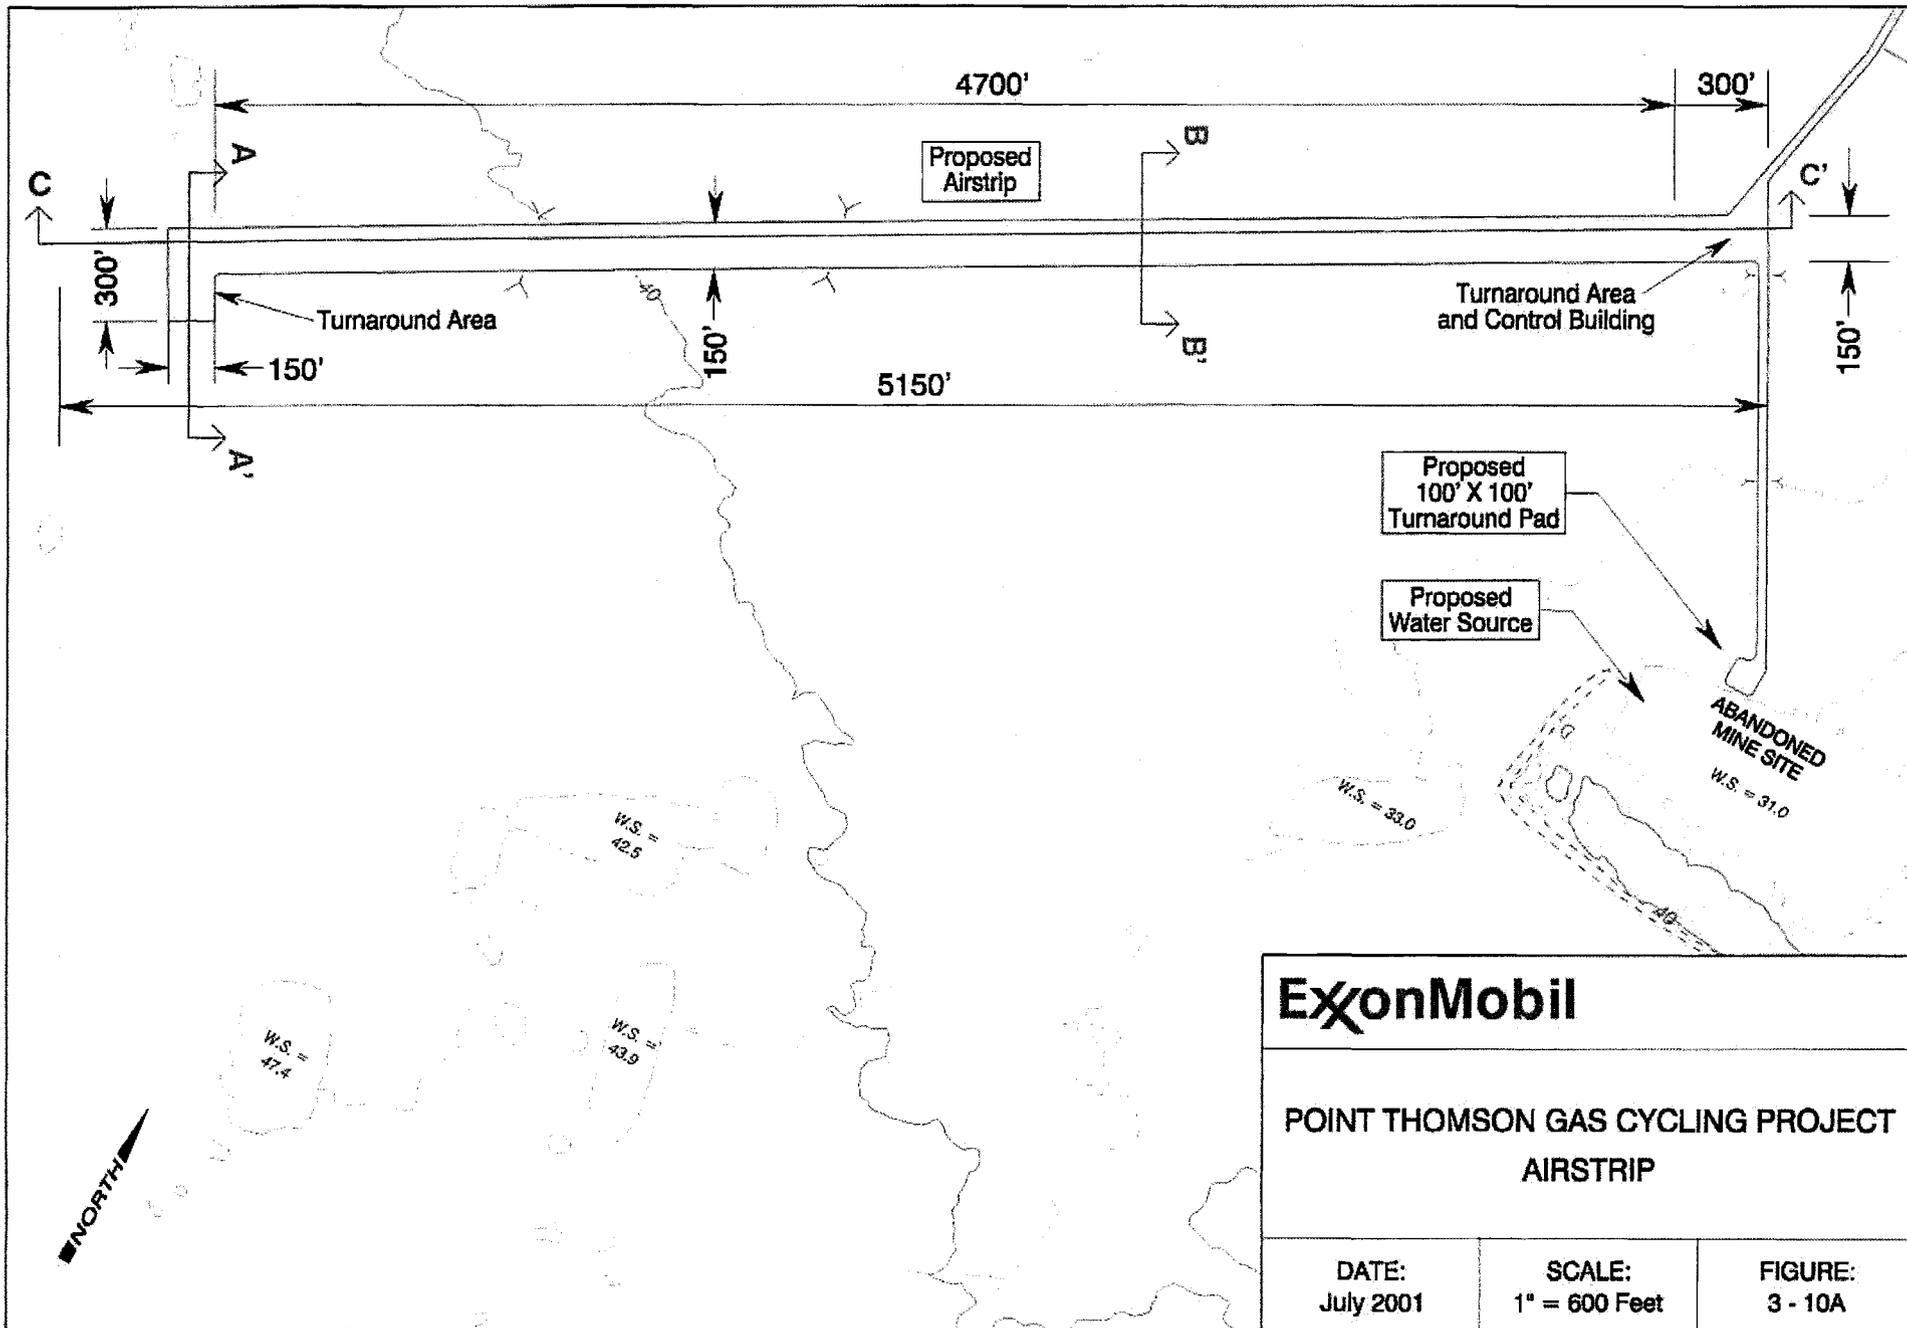 4700'
300'
A
B
C
C'
Proposed
Airstrip
300'
Turnaround Area
40
150'
Turnaround Area
and Control Building
150'
B'
150'
5150'
A'
Proposed
100' X 100'
Turnaround Pad
Proposed
Water Source
ABANDONED
MINE SITE
W.S. = 31.0
W.S. = 33.0
W.S. =
42.5
40
W.S. =
47.4
W.S. =
43.9
NORTH
ExxonMobil
POINT THOMSON GAS CYCLING PROJECT
AIRSTRIP
DATE:
July 2001
SCALE:
1" = 600 Feet
FIGURE:
3 - 10A